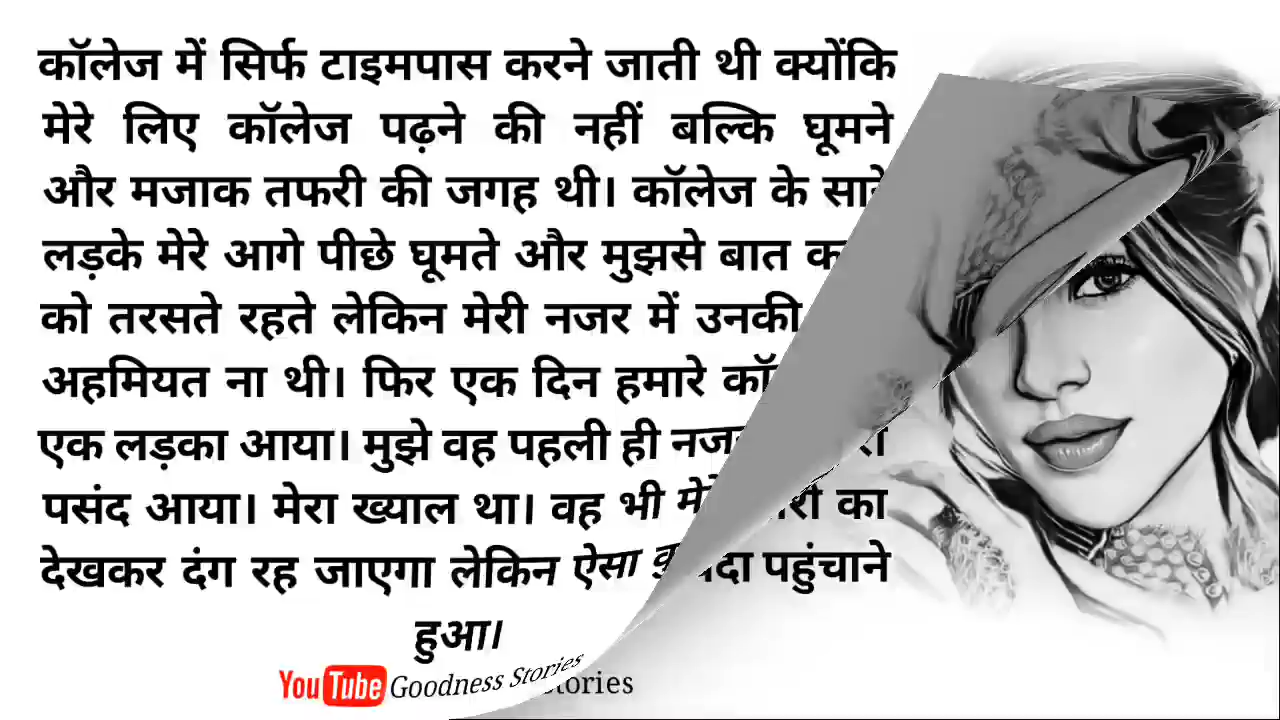 कॉलेज में सिर्फ टाइमपास करने जाती थी क्योंकि
मेरे लिए कॉलेज पढ़ने की नहीं बल्कि घूमने
और मजाक तफरी की जगह थी। कॉलेज के सारे
लड़के मेरे आगे पीछे घूमते और मुझसे बात
को तरसते रहते लेकिन मेरी नजर में उनकी
अहमियत ना थी। फिर एक दिन हमारे
एक लड़का आया। मुझे वह पहली ही
पसंद आया। मेरा ख्याल था। वह भी का
देखकर दंग रह जाएगा लेकिन ऐसा पहुंचाने
हुआ।
YouTube Goodness Stories